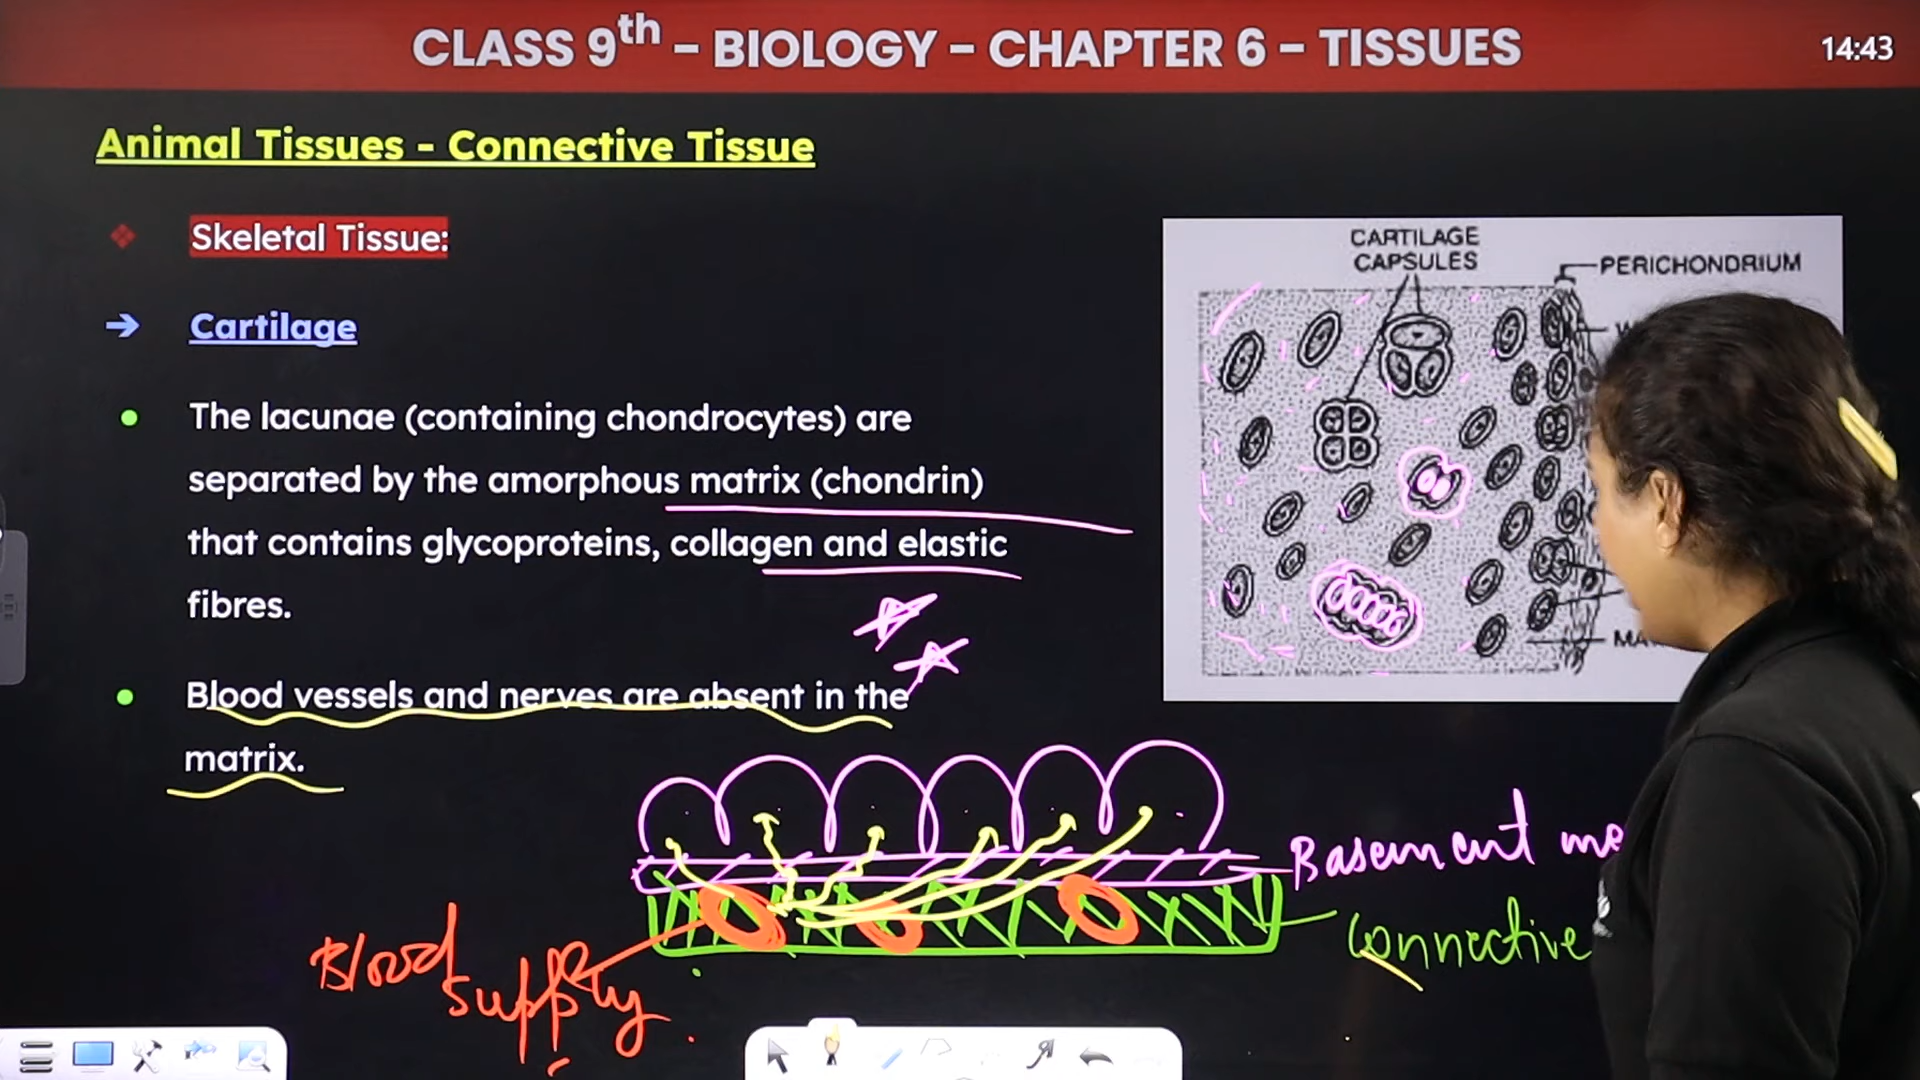 CLASS 9th – BIOLOGY – CHAPTER 6 – TISSUES
14:43
Animal Tissues - Connective Tissue
Skeletal Tissue:
Cartilage
The lacunae (containing chondrocytes) are
separated by the amorphous matrix (chondrin)
that contains glycoproteins, collagen and elastic
fibres.
Blood vessels and nerves are absent in the
matrix.
CARTILAGE
CAPSULES
PERICHONDRIUM
Basement
Connective
Blood
supply